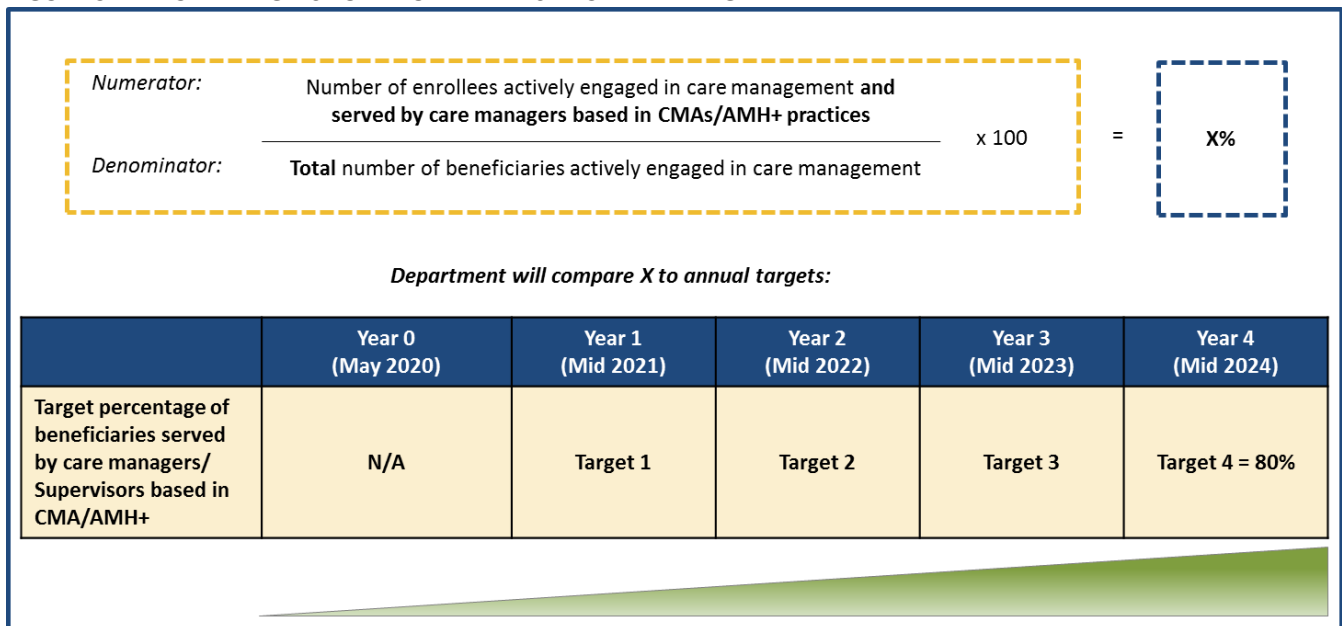 Numerator:
Number of enrollees actively engaged in care management and
served by care managers based in CMAs/AMH+ practices
x 100
=
X%
Denominator:
Total number of beneficiaries actively engaged in care management
Department will compare X to annual targets:
Year 0
(May 2020)
Year 1
(Mid 2021)
Year 2
(Mid 2022)
Year 3
(Mid 2023)
Year 4
(Mid 2024)
Target percentage of
beneficiaries served
by care managers/
Supervisors based in
CMA/AMH+
N/A
Target 1
Target 2
Target 3
Target 4 = 80%